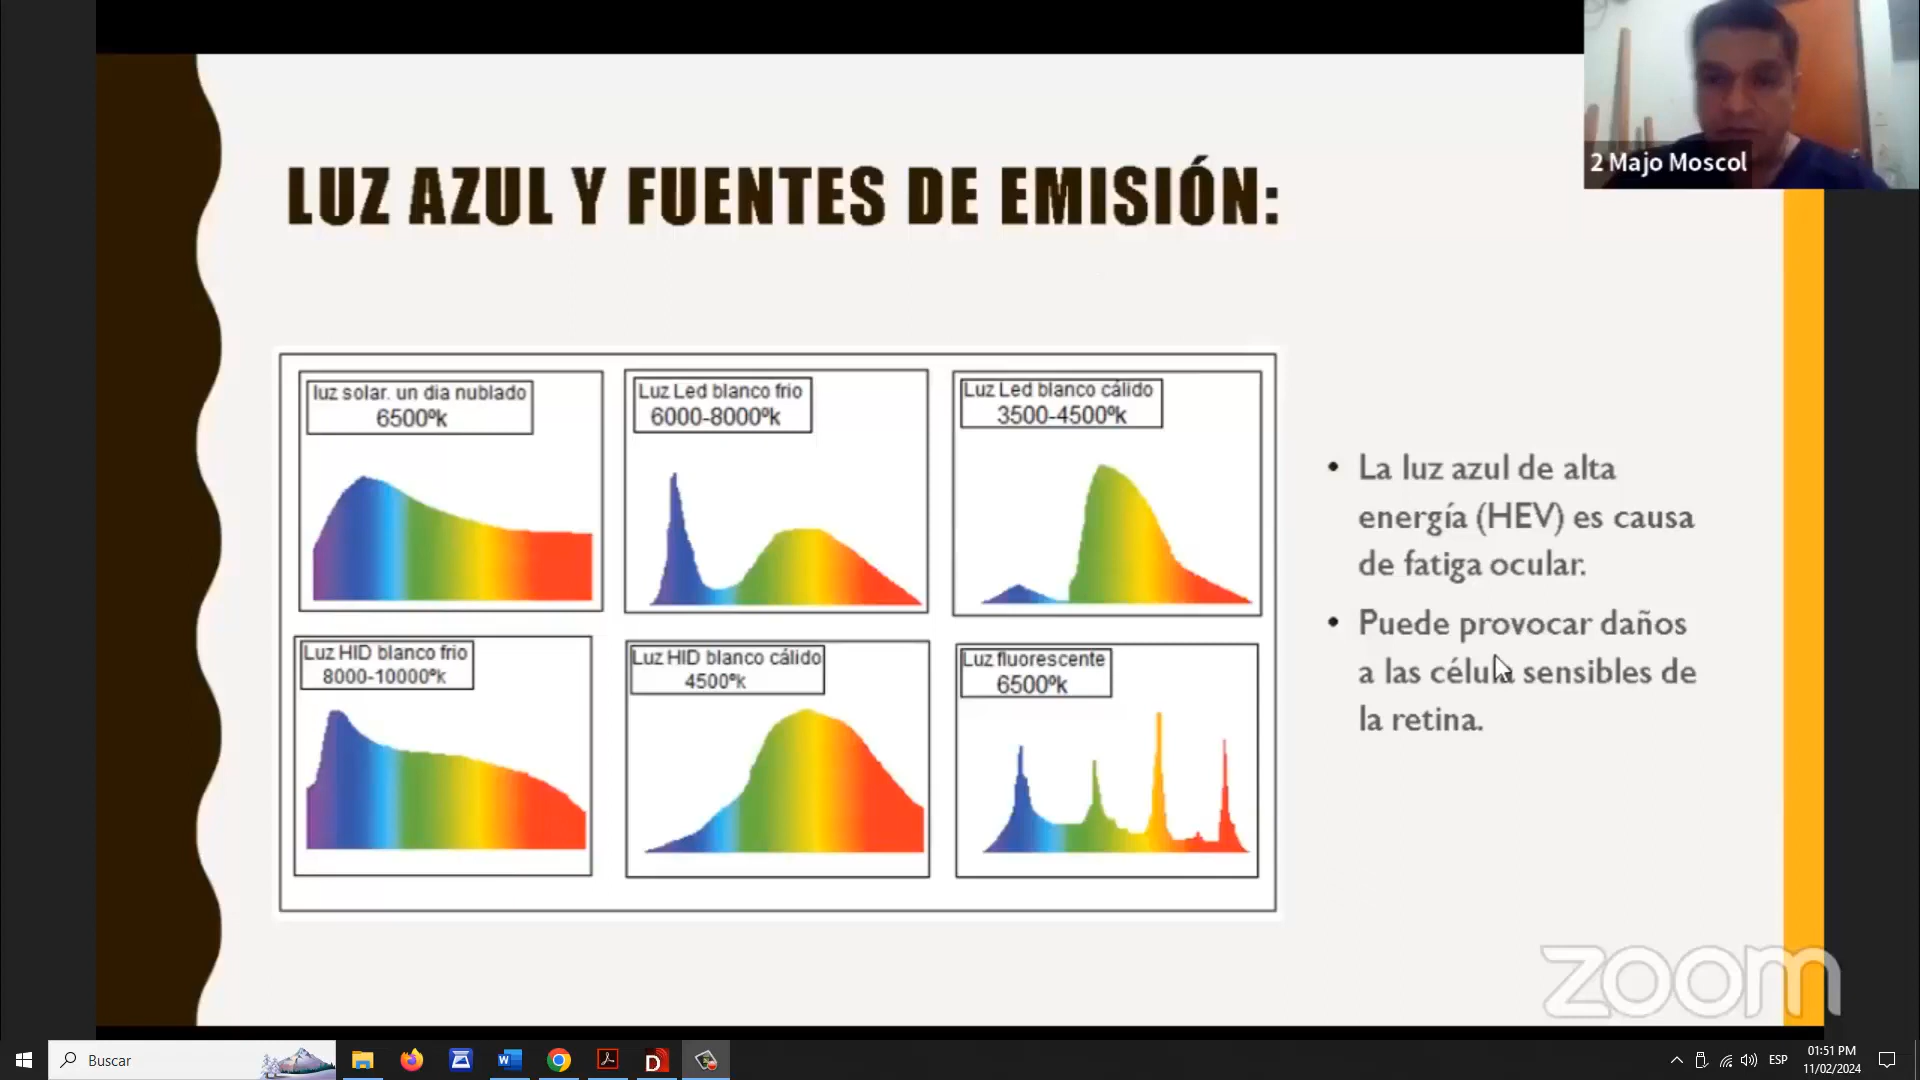 2 Majo Moscol
LUZ AZUL Y FUENTES DE EMISIÓN:
luz solar. un dia nublado
6500ºk
Luz Led blanco frio
6000-8000ºk
Luz Led blanco cálido
3500-4500ºk
Luz HID blanco frio
8000-10000ºk
Luz HID blanco cálido
4500ºk
Luz fluorescente
6500ºk
• La luz azul de alta
energía (HEV) es causa
de fatiga ocular.
• Puede provocar daños
a las célula sensibles de
la retina.
zoom
Buscar
ESP
01:51 PM
11/02/2024